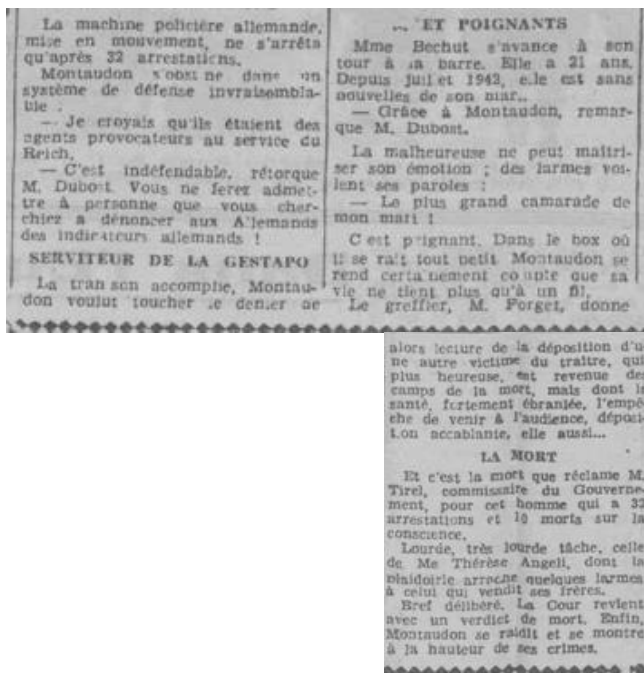 La machine policière allemande,
mise en mouvement, ne s'arrêta
qu'après 32 arrestations.
Montaudon s'obstine dans un
système de défense invraisembla-
ble :
— Je croyais qu'ils étaient des
agents provocateurs au service du
Reich.
— C'est indéfendable, rétorque
M. Dubost. Vous ne ferez admet-
tre à personne que vous cher-
chiez à dénoncer aux Allemands
des indicateurs allemands !
SERVITEUR DE LA GESTAPO
La trahison accomplie, Montau-
don voulut toucher le denier de
... ET POIGNANTS
Mme Bechut s'avance à son
tour à la barre. Elle a 21 ans.
Depuis juillet 1942, elle est sans
nouvelles de son mari.
— Grâce à Montaudon, remar-
que M. Dubost.
La malheureuse ne peut maîtri-
ser son émotion ; des larmes voi-
lent ses paroles :
— Le plus grand camarade de
mon mari !
C'est poignant. Dans le box où
il se fait tout petit Montaudon se
rend certainement compte que sa
vie ne tient plus qu'à un fil.
Le greffier, M. Forget, donne
alors lecture de la déposition d'u-
ne autre victime du traître, qui
plus heureuse, est revenue des
camps de la mort, mais dont la
santé, fortement ébranlée, l'empê-
che de venir à l'audience, déposi-
tion accablante, elle aussi...
LA MORT
Et c'est la mort que réclame M.
Tirel, commissaire du Gouverne-
ment, pour cet homme qui a 32
arrestations et 10 morts sur la
conscience.
Lourde, très lourde tâche, celle
de Me Thérèse Angeli, dont la
plaidoirie arrache quelques larmes
à celui qui vendit ses frères.
Bref délibéré. La Cour revient
avec un verdict de mort. Enfin,
Montaudon se raidit et se montre
à la hauteur de ses crimes.